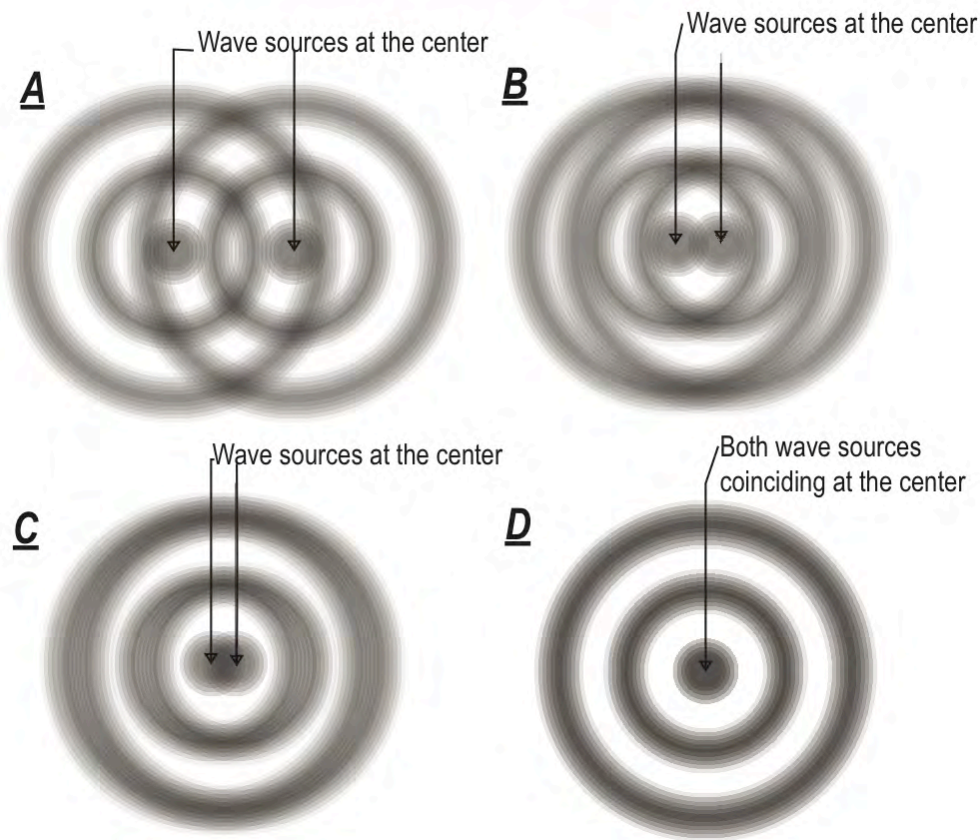 Wave sources at the center
A
Wave sources at the center
B
Wave sources at the center
C
Both wave sources
coinciding at the center
D